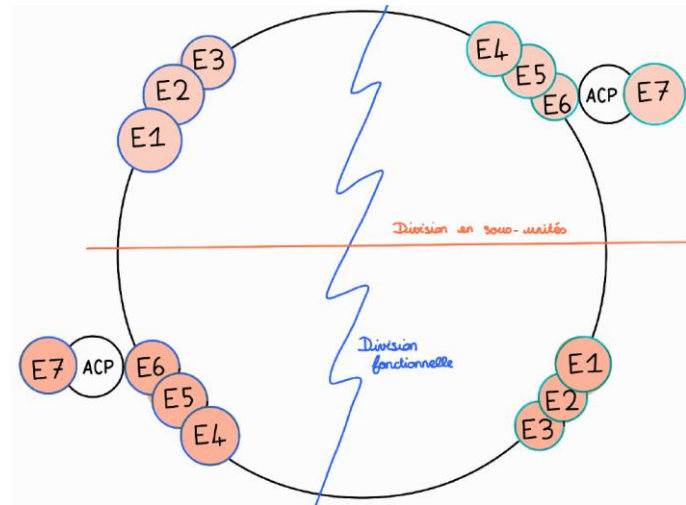 E3
E2
E1
E4
E5
E6
ACP
E7
Division en sous-unités
Division
fonctionnelle
E7
ACP
E6
E5
E4
E1
E2
E3